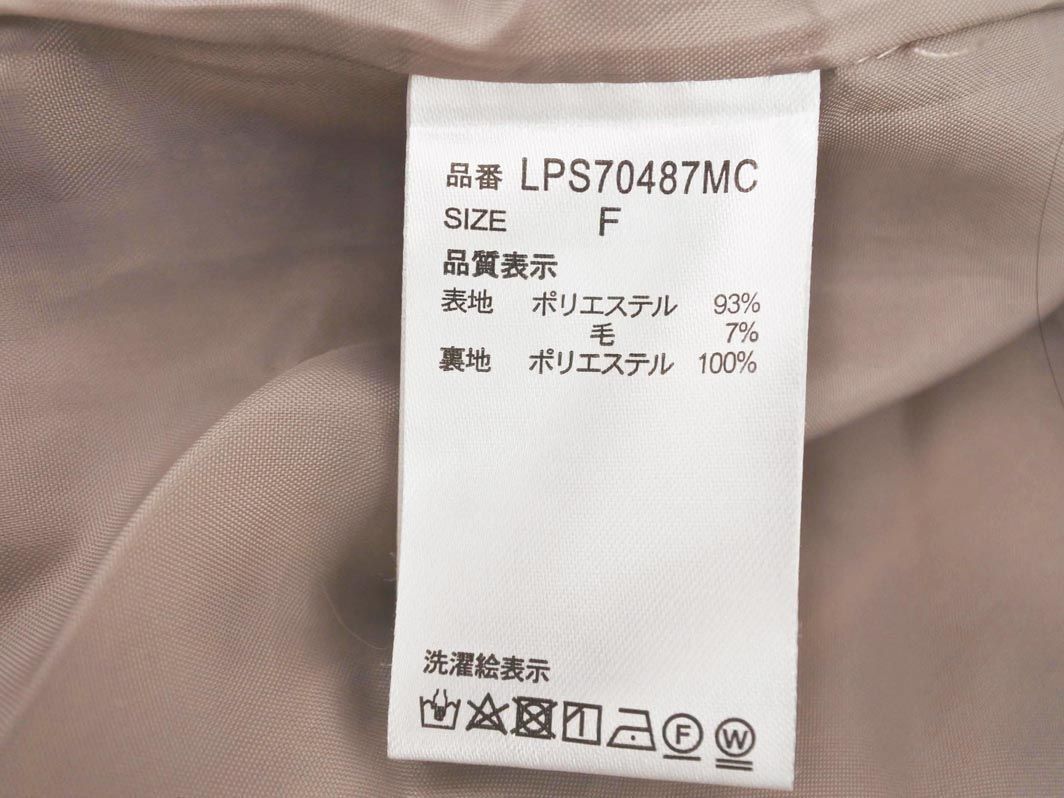 品番 LPS70487MC
SIZE F
品質表示
表地 ポリエステル 93%
毛 7%
裏地 ポリエステル 100%
洗濯絵表示
F W